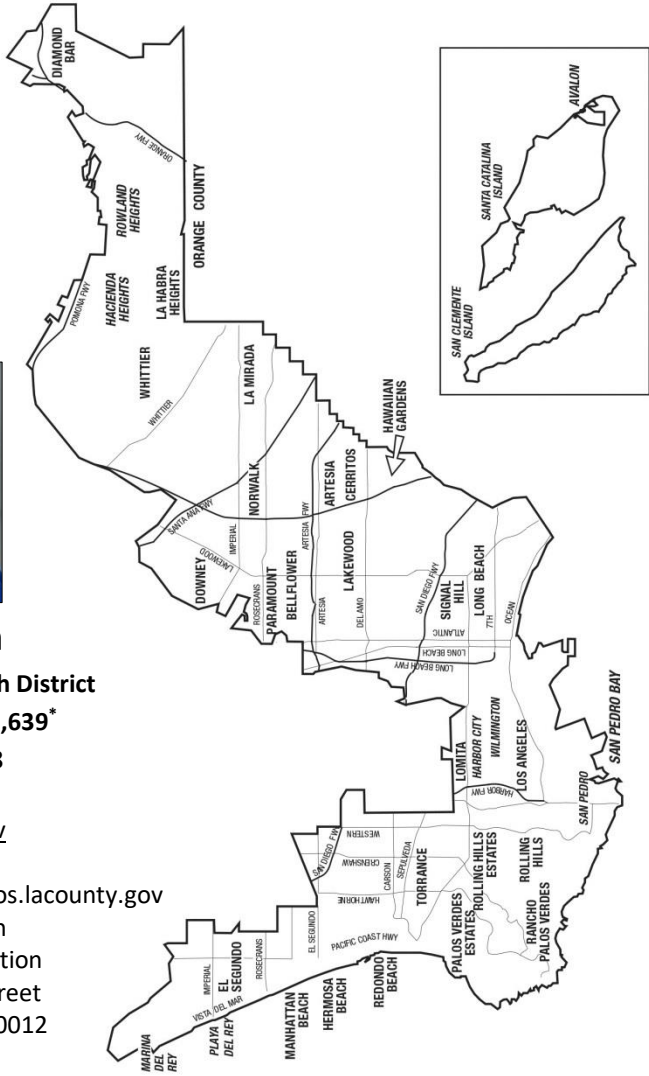 h District
,639*
os.lacounty.gov
tion
reet
0012
MARINA
DEL
REY
PLAYA
DEL REY
EL
SEGUNDO
IMPERIAL
VISTA DEL MAR
ROSECRANS
MANHATTAN
BEACH
HERMOSA
BEACH
REDONDO
BEACH
EL SEGUNDO
SAN DIEGO FWY
PACIFIC COAST HWY
HAWTHORNE
CRENSHAW
WESTERN
CARSON
SEPULVEDA
TORRANCE
PALOS VERDES
ESTATES
ROLLING HILLS
ESTATES
RANCHO
PALOS VERDES
ROLLING
HILLS
LOMITA
HARBOR CITY
WILMINGTON
HARBOR FWY
LOS ANGELES
SAN PEDRO
SAN PEDRO BAY
DOWNEY
LAKEWOOD
SANTA ANA FWY
IMPERIAL
ROSECRANS
PARAMOUNT
BELLFLOWER
NORWALK
ARTESIA FWY
ARTESIA
LAKEWOOD
DEL AMO
ARTESIA
CERRITOS
HAWAIIAN
GARDENS
SAN DIEGO FWY
SIGNAL
HILL
LONG BEACH
ATLANTIC
LONG BEACH
LONG BEACH FWY
7TH
OCEAN
WHITTIER
WHITTIER
LA MIRADA
POMONA FWY
HACIENDA
HEIGHTS
LA HABRA
HEIGHTS
ROWLAND
HEIGHTS
ORANGE COUNTY
ORANGE FWY
DIAMOND
BAR
SAN CLEMENTE
ISLAND
SANTA CATALINA
ISLAND
AVALON